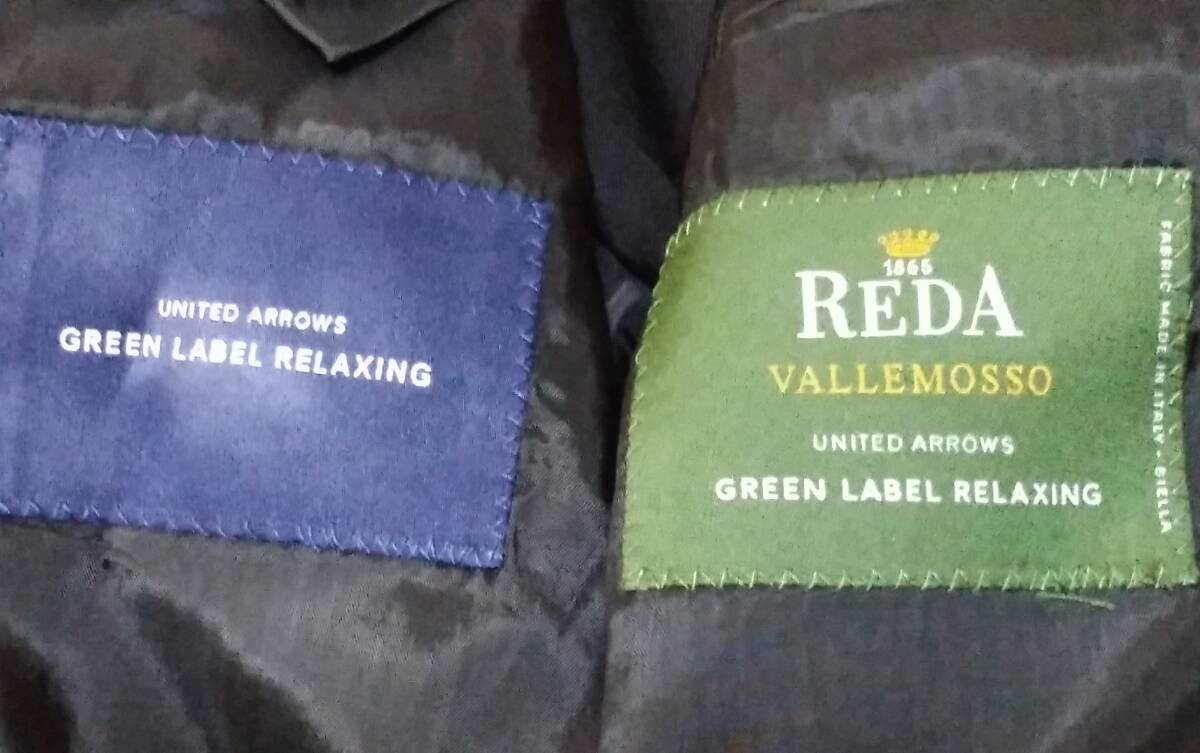 UNITED ARROWS
GREEN LABEL RELAXING
1865
REDA
VALLEMOSSO
UNITED ARROWS
GREEN LABEL RELAXING
FABRIC MADE IN ITALY - BIELLA